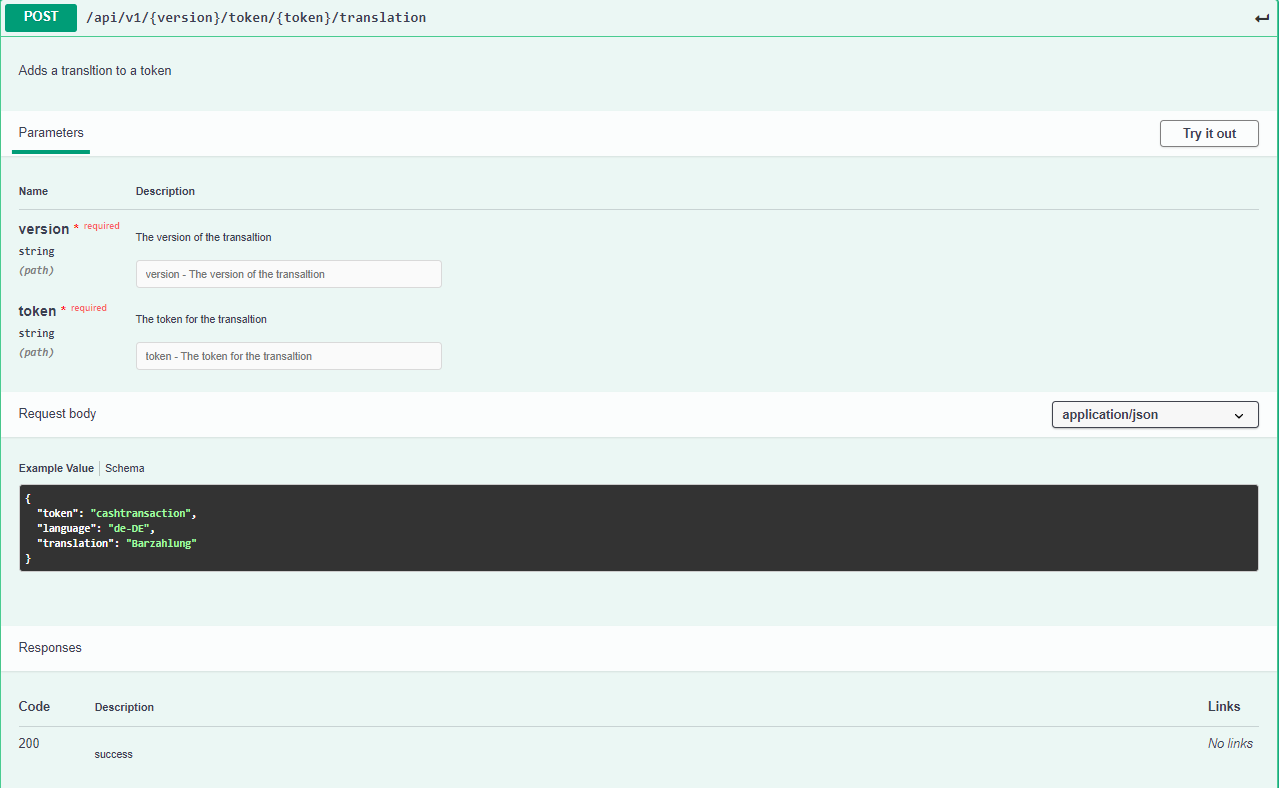 POST /api/v1/{version}/token/{token}/translation
Adds a transltion to a token
Parameters
Try it out
Name Description
version * required
string
(path)
The version of the transaltion
version - The version of the transaltion
token * required
string
(path)
The token for the transaltion
token - The token for the transaltion
Request body
application/json
Example Value Schema
{
"token": "cashtransaction",
"language": "de-DE",
"translation": "Barzahlung"
}
Responses
Code Description Links
200 success No links